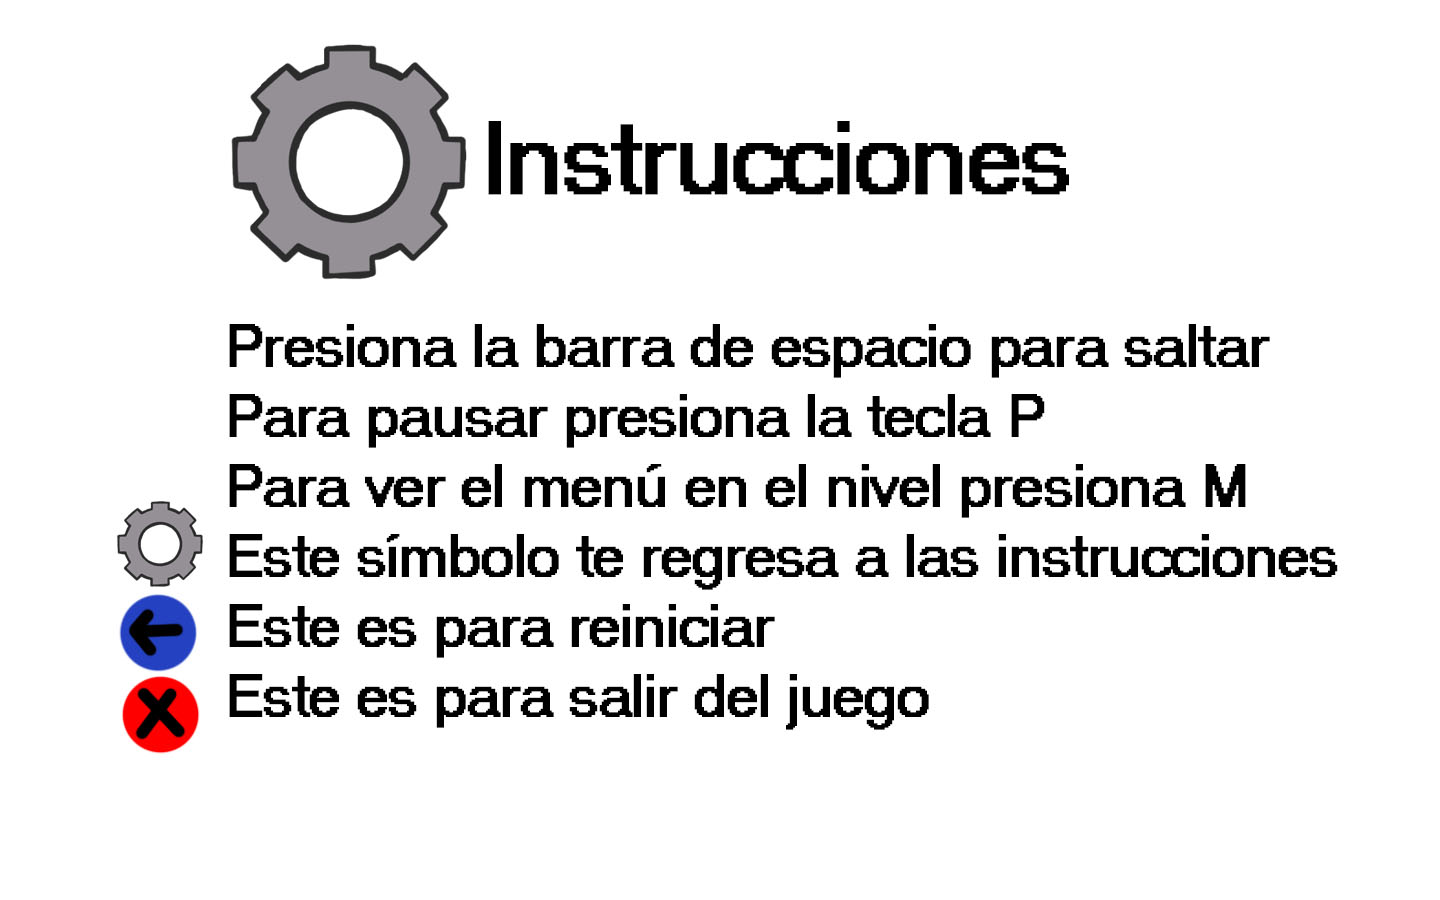 Instrucciones
Presiona la barra de espacio para saltar
Para pausar presiona la tecla P
Para ver el menú en el nivel presiona M
Este símbolo te regresa a las instrucciones
Este es para reiniciar
Este es para salir del juego